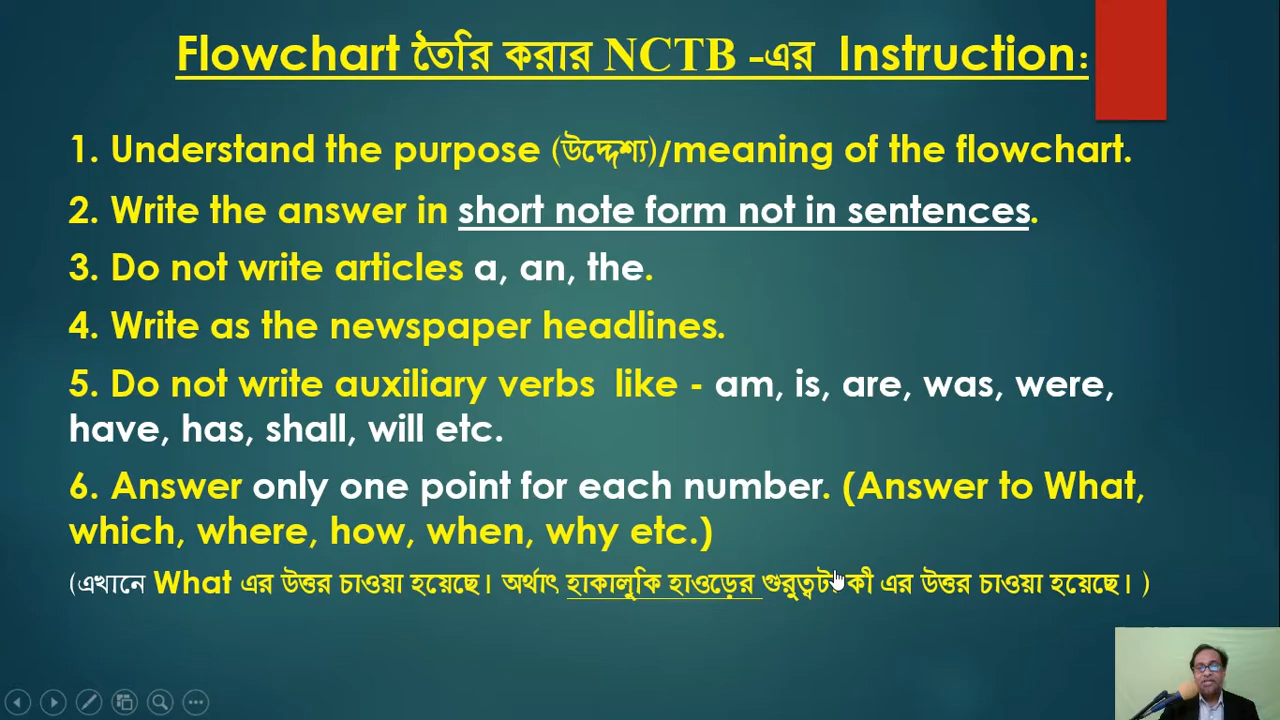 Flowchart তৈরি করার NCTB -এর Instruction:
1. Understand the purpose (উদ্দেশ্য)/meaning of the flowchart.
2. Write the answer in short note form not in sentences.
3. Do not write articles a, an, the.
4. Write as the newspaper headlines.
5. Do not write auxiliary verbs like - am, is, are, was, were,
have, has, shall, will etc.
6. Answer only one point for each number. (Answer to What,
which, where, how, when, why etc.)
(এখানে What এর উত্তর চাওয়া হয়েছে। অর্থাৎ হাকালুকি হাওড়ের কী এর উত্তর চাওয়া হয়েছে। )